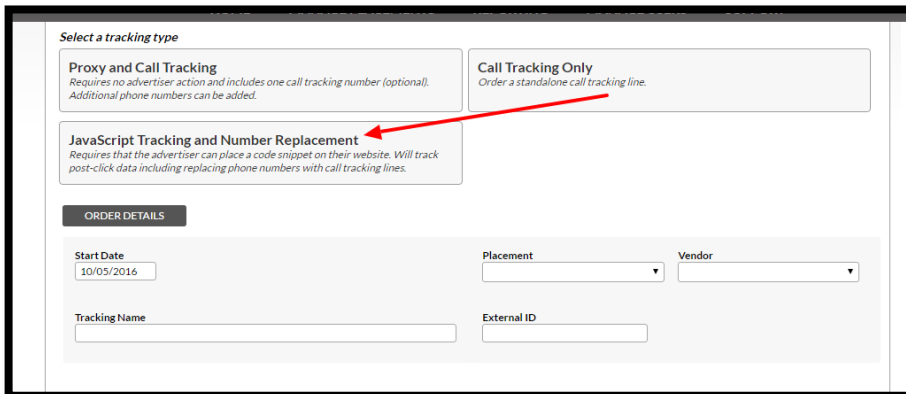 Select a tracking type
Proxy and Call Tracking
Requires no advertiser action and includes one call tracking number (optional).
Additional phone numbers can be added.
Call Tracking Only
Order a standalone call tracking line.
JavaScript Tracking and Number Replacement
Requires that the advertiser can place a code snippet on their website. Will track
post-click data including replacing phone numbers with call tracking lines.
ORDER DETAILS
Start Date
10/05/2016
Placement
Vendor
Tracking Name
External ID